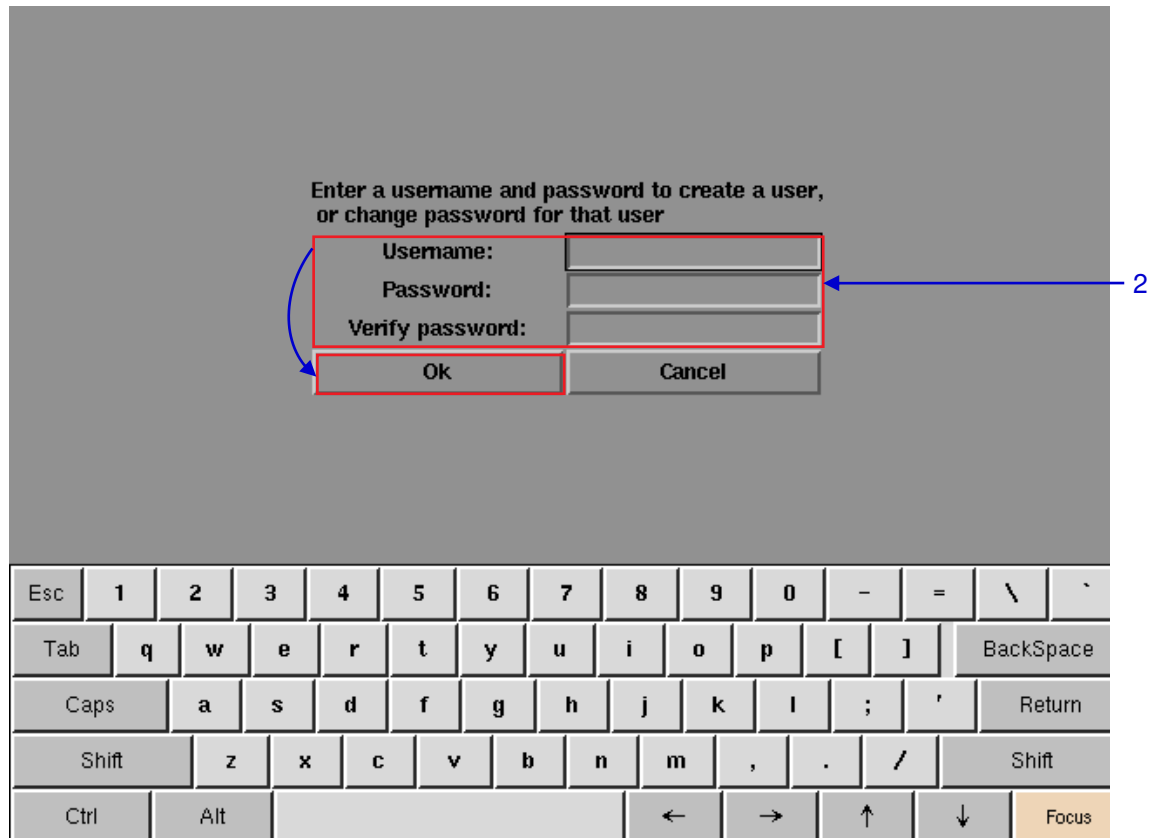 Enter a username and password to create a user,
or change password for that user
Username:
Password:
2
Verify password:
Ok Cancel
Esc 1 2 3 4 5 6 7 8 9 0 - = \ `
Tab q w e r t y u i o p [ ] BackSpace
Caps a s d f g h j k l ; ' Return
Shift z x c v b n m , . / Shift
Ctrl Alt ← → ↑ ↓ Focus